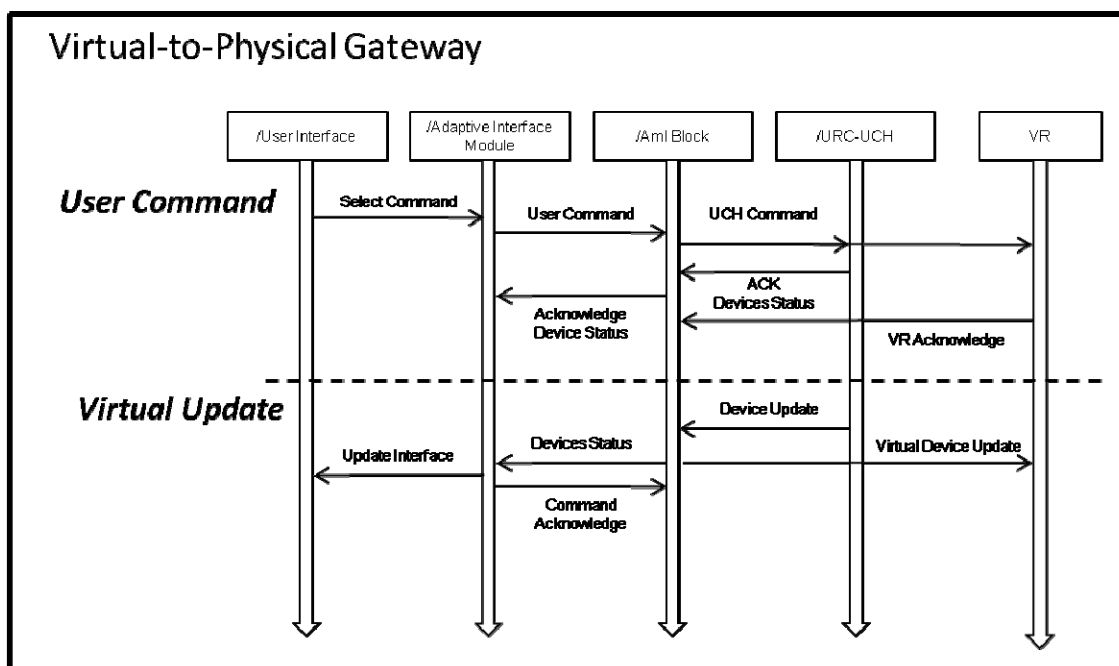 Virtual-to-Physical Gateway
/User Interface
/Adaptive Interface
Module
/AmI Block
/URC-UCH
VR
User Command
Select Command
User Command
UCH Command
ACK
Devices Status
Acknowledge
Device Status
VR Acknowledge
Virtual Update
Device Update
Devices Status
Virtual Device Update
Update Interface
Command
Acknowledge